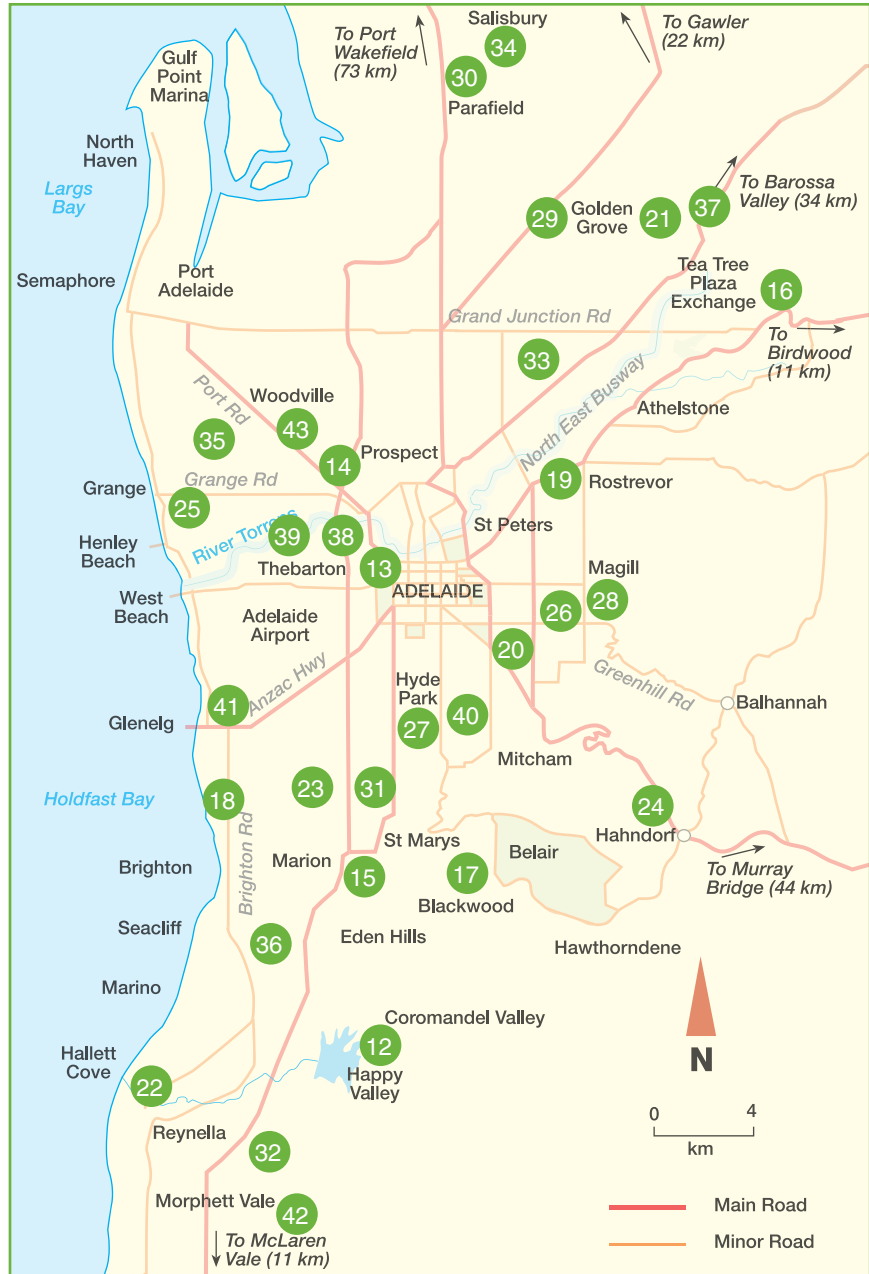 To Port
Wakefield
(73 km)
Salisbury
34
30
Parafield
To Gawler
(22 km)
Gulf
Point
Marina
North
Haven
Largs
Bay
29
Golden
Grove
21
37
To Barossa
Valley (34 km)
Semaphore
Port
Adelaide
Tea Tree
Plaza
Exchange
16
Grand Junction Rd
To
Birdwood
(11 km)
33
North East Busway
Port Rd
Woodville
43
35
Athelstone
14
Prospect
Grange Rd
Grange
25
19
Rostrevor
River Torrens
39
38
St Peters
Henley
Beach
Thebarton
13
ADELAIDE
Magill
28
26
West
Beach
Adelaide
Airport
20
Greenhill Rd
Anzac Hwy
Hyde
Park
27
40
Balhannah
41
Glenelg
Mitcham
Holdfast Bay
18
23
31
24
Hahndorf
St Marys
Belair
To Murray
Bridge (44 km)
Brighton
Brighton Rd
Marion
15
17
Blackwood
Seacliff
36
Eden Hills
Hawthorndene
Marino
N
Coromandel Valley
12
Happy
Valley
Hallett
Cove
22
0 4
km
Reynella
32
Morphett Vale
42
To McLaren
Vale (11 km)
Main Road
Minor Road